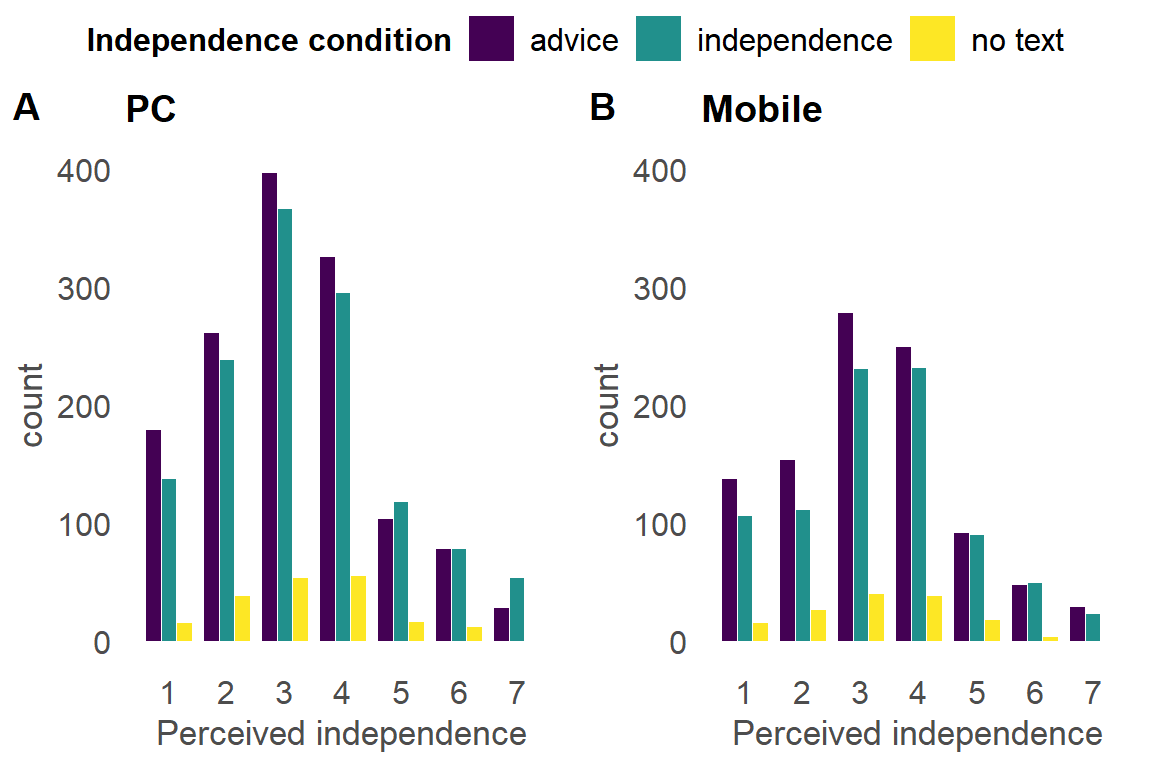 Independence condition advice independence no text
A PC
B Mobile
400
300
200
100
0
count
1 2 3 4 5 6 7
Perceived independence
400
300
200
100
0
count
1 2 3 4 5 6 7
Perceived independence